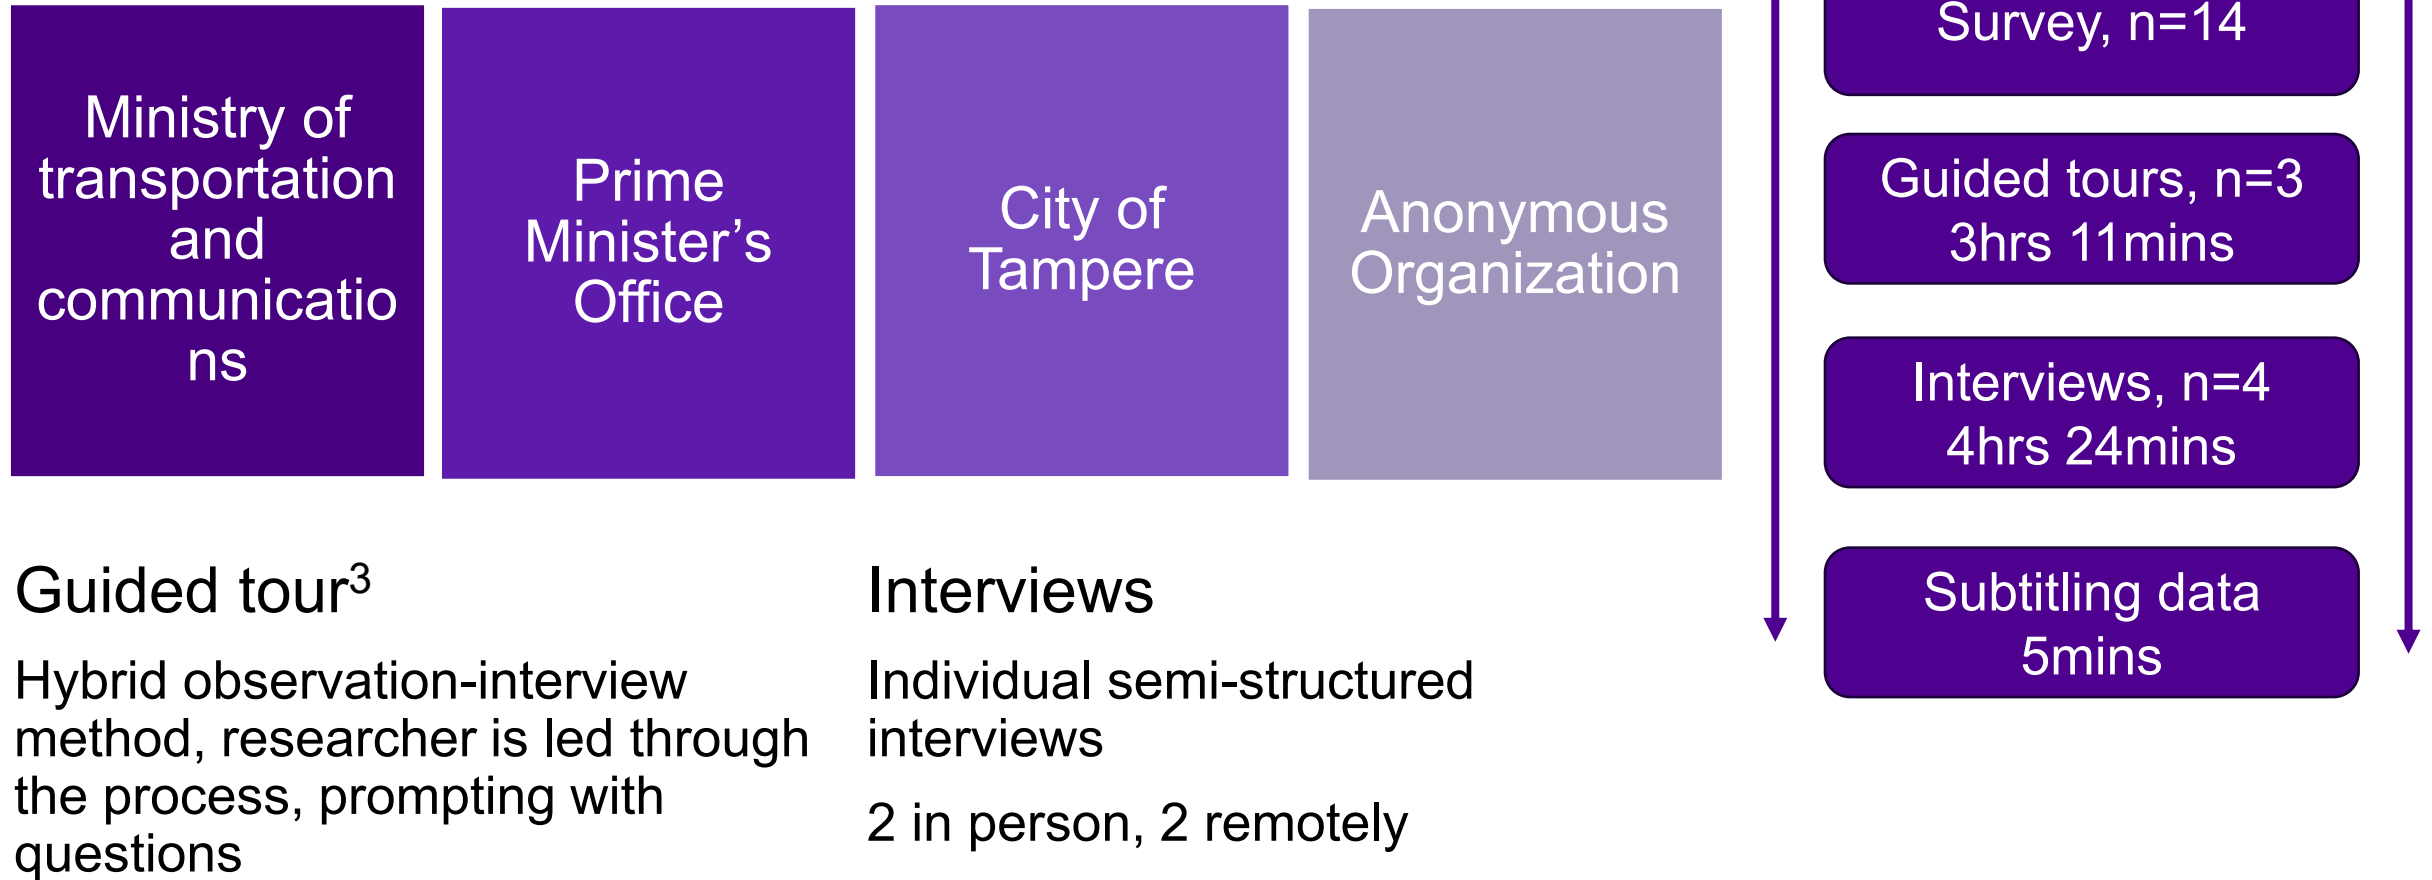 Ministry of
transportation
and
communicatio
ns
Prime
Minister’s
Office
City of
Tampere
Anonymous
Organization
Survey, n=14
Guided tours, n=3
3hrs 11mins
Interviews, n=4
4hrs 24mins
Subtitling data
5mins
Guided tour³
Hybrid observation-interview
method, researcher is led through
the process, prompting with
questions
Interviews
Individual semi-structured
interviews
2 in person, 2 remotely